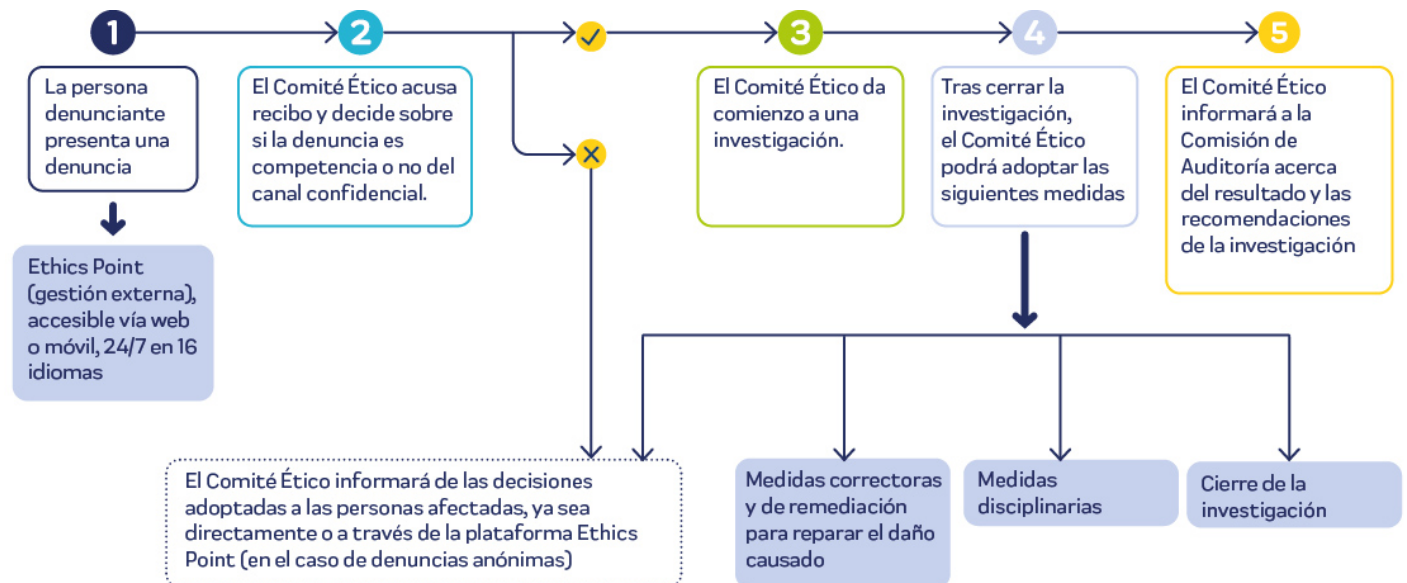 1
La persona
denunciante
presenta una
denuncia
Ethics Point
(gestión externa),
accesible vía web
o móvil, 24/7 en 16
idiomas
2
El Comité Ético acusa
recibo y decide sobre
si la denuncia es
competencia o no del
canal confidencial.
3
El Comité Ético da
comienzo a una
investigación.
4
Tras cerrar la
investigación,
el Comité Ético
podrá adoptar las
siguientes medidas
5
El Comité Ético
informará a la
Comisión de
Auditoría acerca
del resultado y las
recomendaciones
de la investigación
El Comité Ético informará de las decisiones
adoptadas a las personas afectadas, ya sea
directamente o a través de la plataforma Ethics
Point (en el caso de denuncias anónimas)
Medidas correctoras
y de remediación
para reparar el daño
causado
Medidas
disciplinarias
Cierre de la
investigación